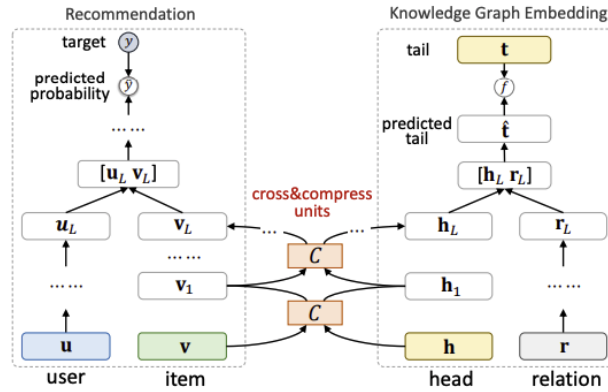 Recommendation
target
y
predicted
probability
ŷ
... ...
[u_L v_L]
u_L
v_L
... ...
... ...
v_1
u
v
user
item
cross&compress
units
...
...
C
C
Knowledge Graph Embedding
tail
t
f
predicted
tail
t̂
[h_L r_L]
h_L
r_L
... ...
h_1
h
r
head
relation